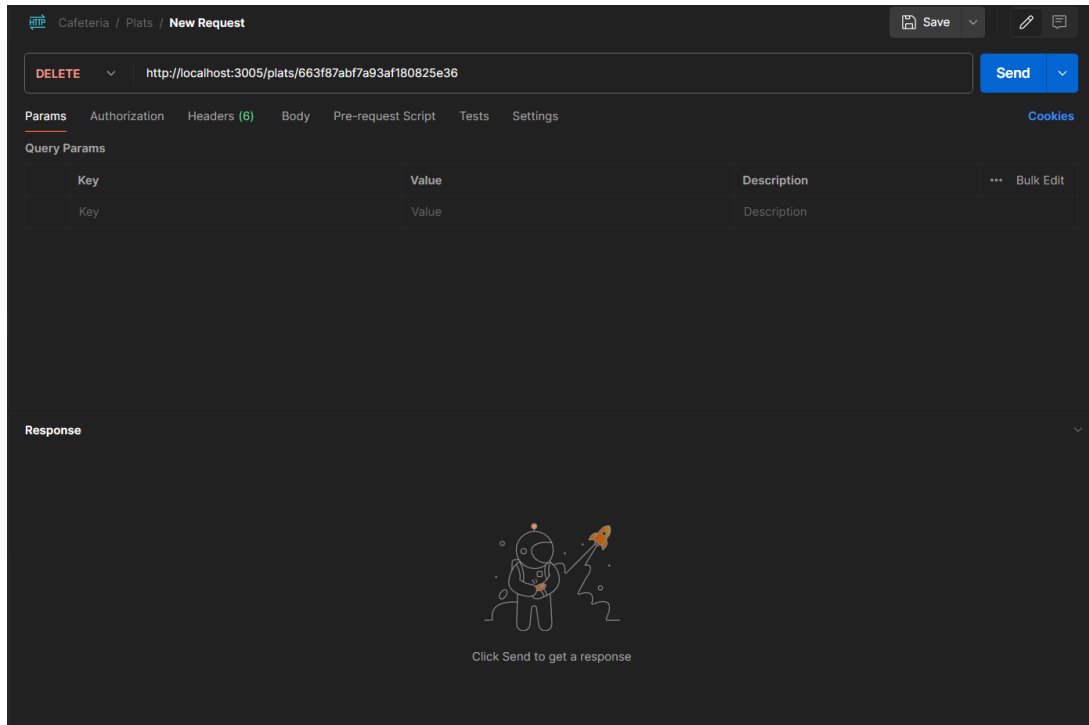 HTTP Cafeteria / Plats / New Request Save
DELETE http://localhost:3005/plats/663f87abf7a93af180825e36 Send
Params Authorization Headers (6) Body Pre-request Script Tests Settings Cookies
Query Params
Key Value Description ••• Bulk Edit
Key Value Description
Response
Click Send to get a response